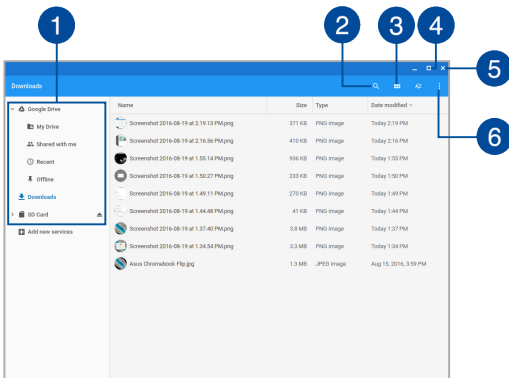 1 2 3 4
5
Downloads
AZ
6
Google Drive
My Drive
Shared with me
Recent
Offline
Downloads
SD Card
Add new services
Name Size Type Date modified
Screenshot 2016-08-19 at 2.19.13 PM.png 371 KB PNG image Today 2:19 PM
Screenshot 2016-08-19 at 2.16.56 PM.png 410 KB PNG image Today 2:16 PM
Screenshot 2016-08-19 at 1.55.14 PM.png 936 KB PNG image Today 1:55 PM
Screenshot 2016-08-19 at 1.50.27 PM.png 233 KB PNG image Today 1:50 PM
Screenshot 2016-08-19 at 1.49.11 PM.png 270 KB PNG image Today 1:49 PM
Screenshot 2016-08-19 at 1.44.48 PM.png 41 KB PNG image Today 1:44 PM
Screenshot 2016-08-19 at 1.37.40 PM.png 3.8 MB PNG image Today 1:37 PM
Screenshot 2016-08-19 at 1.34.54 PM.png 3.3 MB PNG image Today 1:34 PM
Asus Chromebook Flip.jpg 1.3 MB JPEG image Aug 15, 2016, 3:59 PM